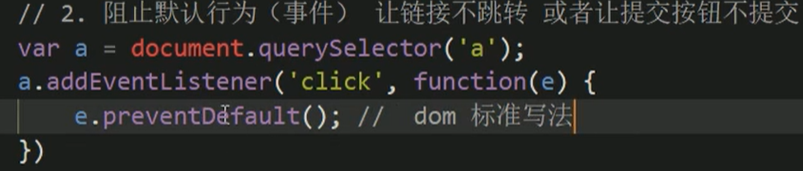 // 2. 阻止默认行为（事件） 让链接不跳转 或者让提交按钮不提交
var a = document.querySelector('a');
a.addEventListener('click', function(e) {
    e.preventDefault(); //  dom 标准写法
})